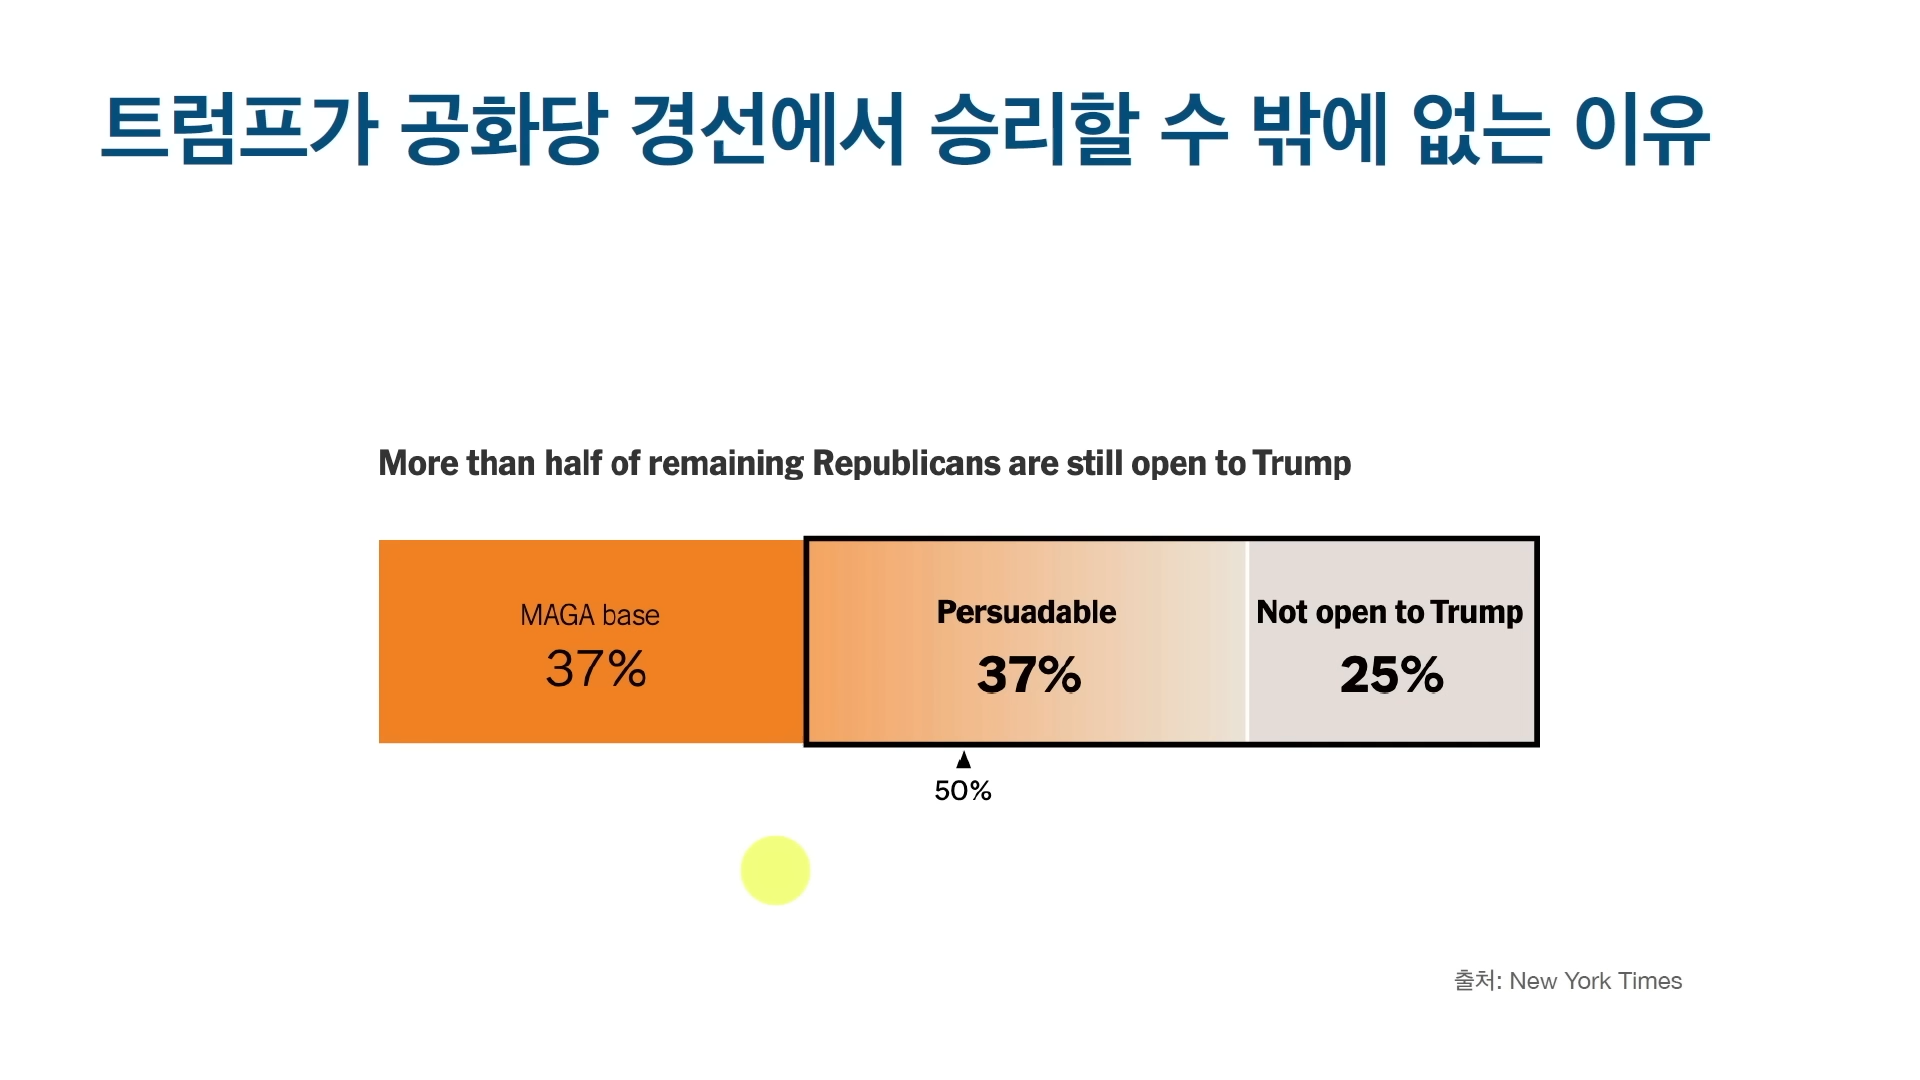 트럼프가 공화당 경선에서 승리할 수 밖에 없는 이유
More than half of remaining Republicans are still open to Trump
MAGA base
37%
Persuadable
37%
Not open to Trump
25%
50%
출처: New York Times